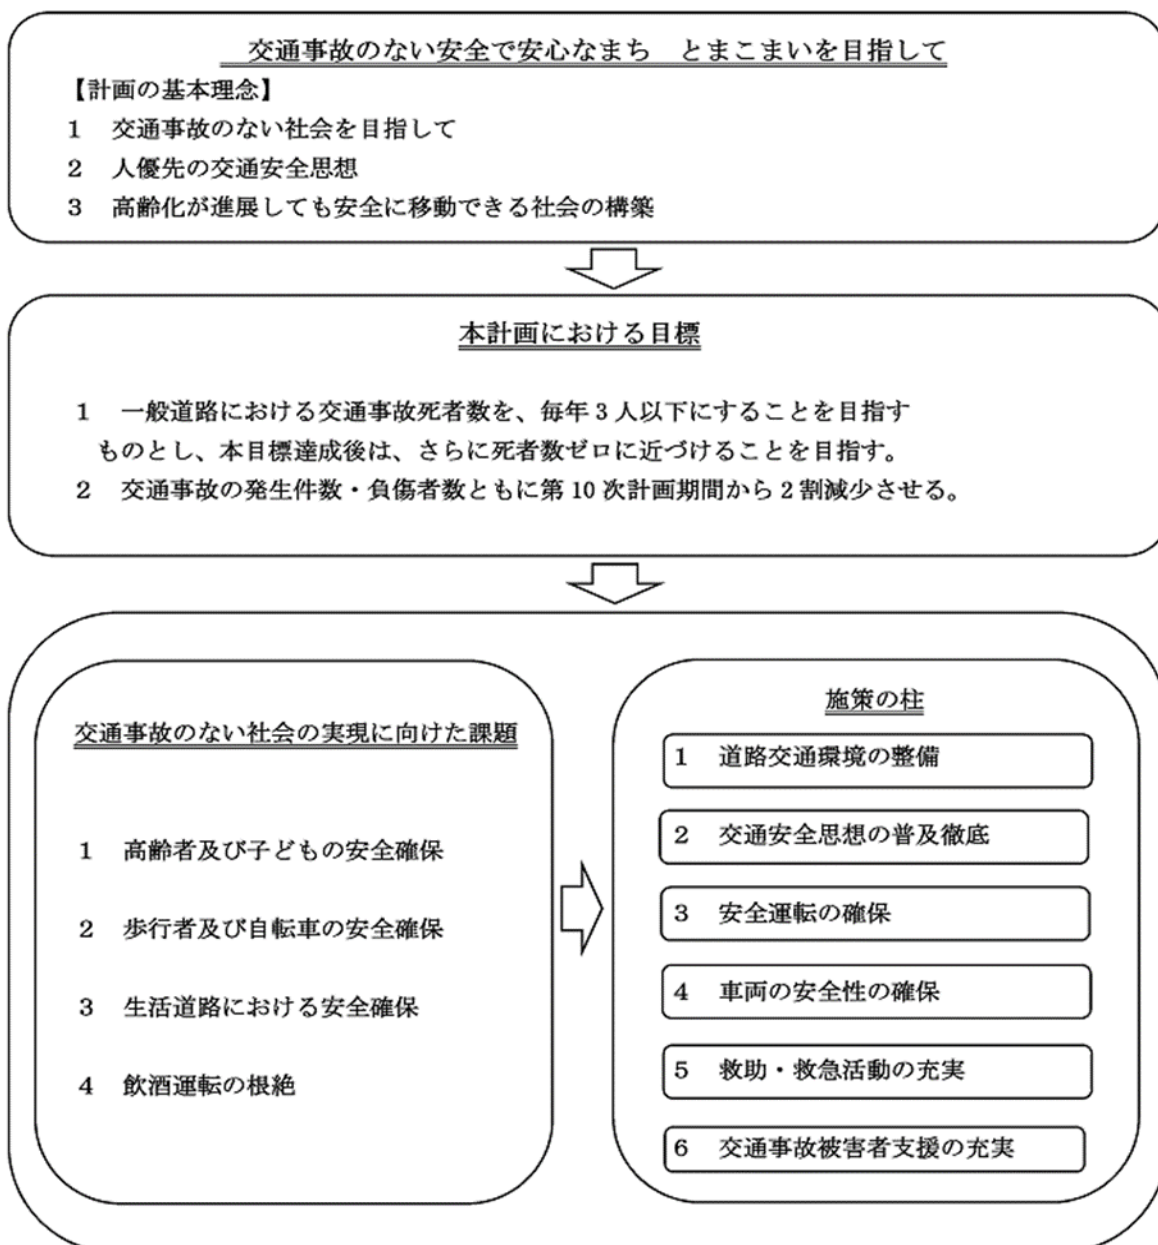 交通事故のない安全で安心なまち　とまこまいを目指して
【計画の基本理念】
1　交通事故のない社会を目指して
2　人優先の交通安全思想
3　高齢化が進展しても安全に移動できる社会の構築
本計画における目標
1　一般道路における交通事故死者数を、毎年3人以下にすることを目指す
ものとし、本目標達成後は、さらに死者数ゼロに近づけることを目指す。
2　交通事故の発生件数・負傷者数ともに第10次計画期間から2割減少させる。
交通事故のない社会の実現に向けた課題
1　高齢者及び子どもの安全確保
2　歩行者及び自転車の安全確保
3　生活道路における安全確保
4　飲酒運転の根絶
施策の柱
1　道路交通環境の整備
2　交通安全思想の普及徹底
3　安全運転の確保
4　車両の安全性の確保
5　救助・救急活動の充実
6　交通事故被害者支援の充実